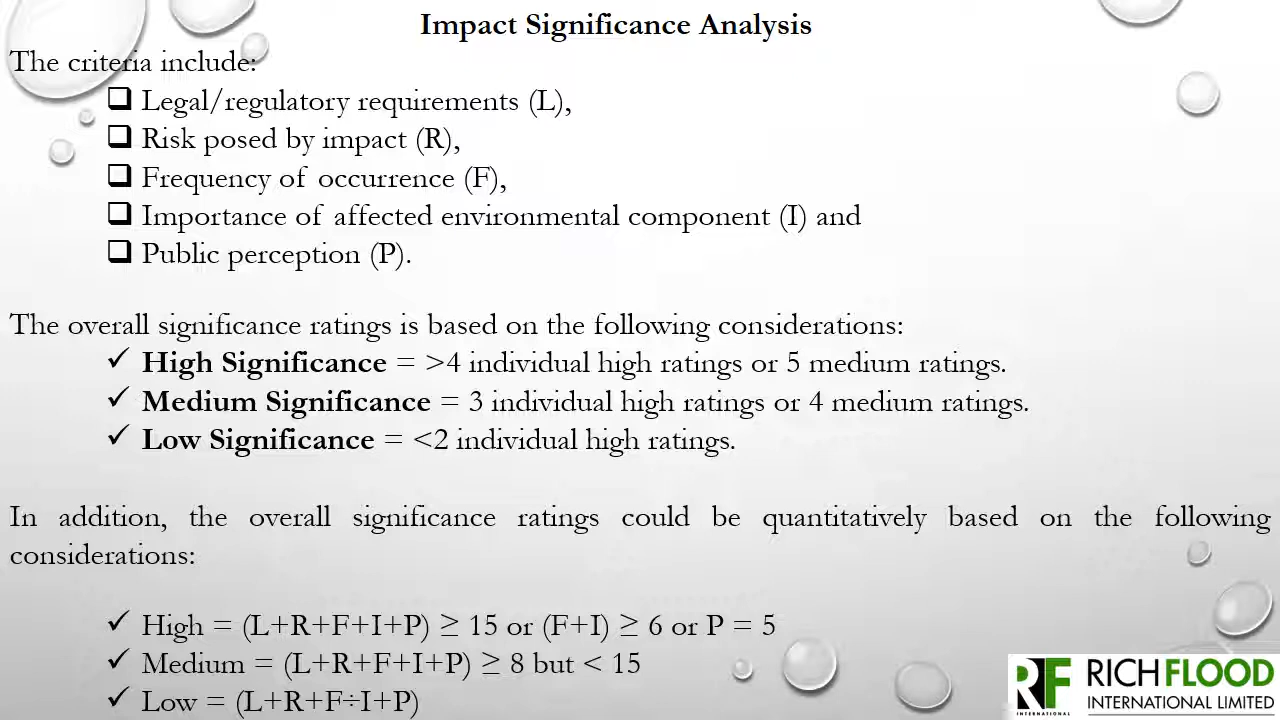 Impact Significance Analysis
The criteria include:
Legal/regulatory requirements (L),
Risk posed by impact (R),
Frequency of occurrence (F),
Importance of affected environmental component (I) and
Public perception (P).
The overall significance ratings is based on the following considerations:
High Significance = >4 individual high ratings or 5 medium ratings.
Medium Significance = 3 individual high ratings or 4 medium ratings.
Low Significance = <2 individual high ratings.
In addition, the overall significance ratings could be quantitatively based on the following
considerations:
High = (L+R+F+I+P) ≥ 15 or (F+I) ≥ 6 or P = 5
Medium = (L+R+F+I+P) ≥ 8 but < 15
Low = (L+R+F÷I+P)
RF
INTERNATIONAL
RICHFLOOD
INTERNATIONAL LIMITED